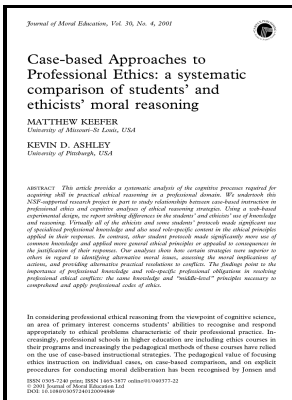 Journal of Moral Education, Vol. 30, No. 4, 2001
Case-based Approaches to
Professional Ethics: a systematic
comparison of students' and
ethicists' moral reasoning
MATTHEW KEEFER
University of Missouri-St Louis, USA
KEVIN D. ASHLEY
University of Pittsburgh, USA
ABSTRACT This article provides a systematic analysis of the cognitive processes required for
acquiring skill in practical ethical reasoning in a professional domain. We undertook this
NSF-supported research project in part to study relationships between case-based instruction in
professional ethics and cognitive analyses of ethical reasoning strategies. Using a web-based
experimental design, we report striking differences in the students' and ethicists' use of knowledge
and reasoning. Virtually all of the ethicists and some students' protocols made significant use
of specialized professional knowledge and also used role-specific content in the ethical principles
applied in their responses. In contrast, other student protocols made significantly more use of
common knowledge and applied more general ethical principles or appealed to consequences in
the justification of their responses. Our analyses show how certain strategies were superior to
others in regard to identifying alternative moral issues, assessing the moral implications of
actions, and providing alternative practical resolutions to conflicts. The findings point to the
importance of professional knowledge and role-specific professional obligations in resolving
professional ethical conflicts: the same knowledge and "middle-level" principles necessary to
comprehend and apply professional codes of ethics.
In considering professional ethical reasoning from the viewpoint of cognitive science,
an area of primary interest concerns students' abilities to recognise and respond
appropriately to ethical problems characteristic of their professional practice. In-
creasingly, professional schools in higher education are including ethics courses in
their programs and increasingly the pedagogical methods of these courses have relied
on the use of case-based instructional strategies. The pedagogical value of focusing
ethics instruction on individual cases, on case-comparison, and on explicit
procedures for conducting moral deliberation has been recognised by Jonsen and
ISSN 0305-7240 print; ISSN 1465-3877 online/01/040377-22
© 2001 Journal of Moral Education Ltd
DOI: 10.1080/03057240120094849